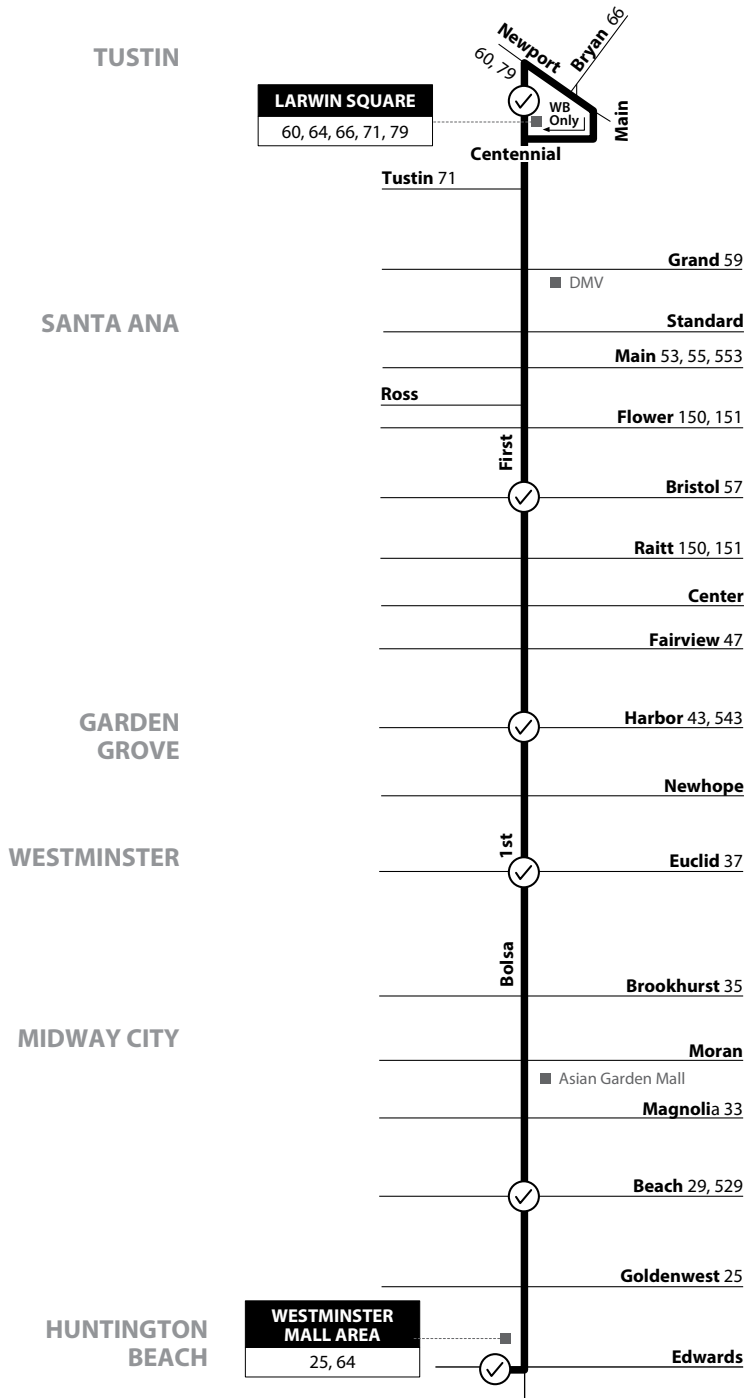 TUSTIN
Newport
60, 79
Bryan 66
WB
Only
Main
LARWIN SQUARE
60, 64, 66, 71, 79
Centennial
Tustin 71
Grand 59
DMV
SANTA ANA
Standard
Main 53, 55, 553
Ross
Flower 150, 151
First
Bristol 57
Raitt 150, 151
Center
Fairview 47
GARDEN
GROVE
Harbor 43, 543
Newhope
WESTMINSTER
1st
Euclid 37
Bolsa
Brookhurst 35
MIDWAY CITY
Moran
Asian Garden Mall
Magnolia 33
Beach 29, 529
Goldenwest 25
HUNTINGTON
BEACH
WESTMINSTER
MALL AREA
25, 64
Edwards